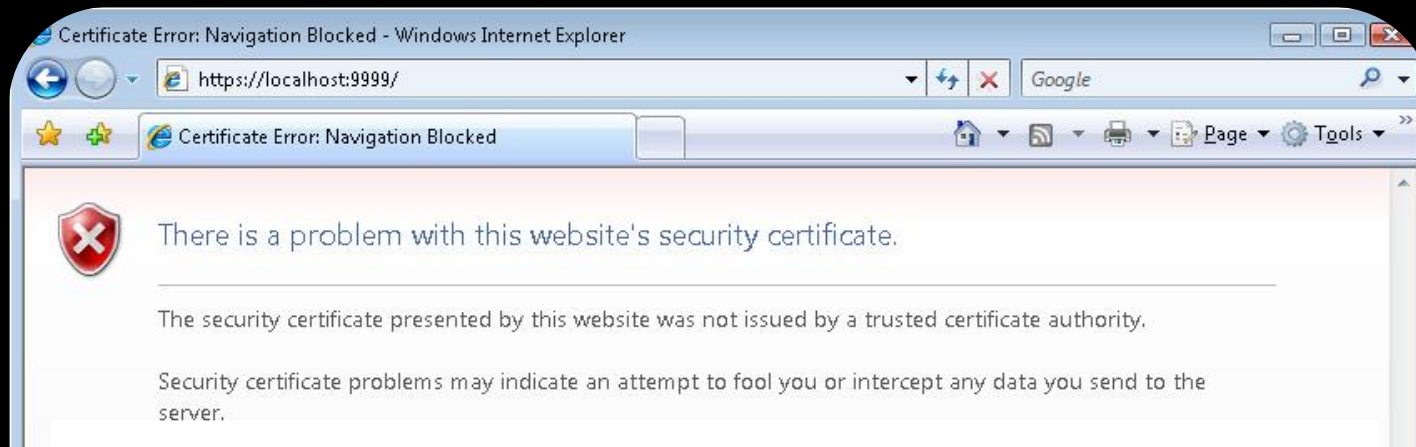 Certificate Error: Navigation Blocked - Windows Internet Explorer
https://localhost:9999/
Google
Certificate Error: Navigation Blocked
Page
Tools
There is a problem with this website's security certificate.
The security certificate presented by this website was not issued by a trusted certificate authority.
Security certificate problems may indicate an attempt to fool you or intercept any data you send to the
server.